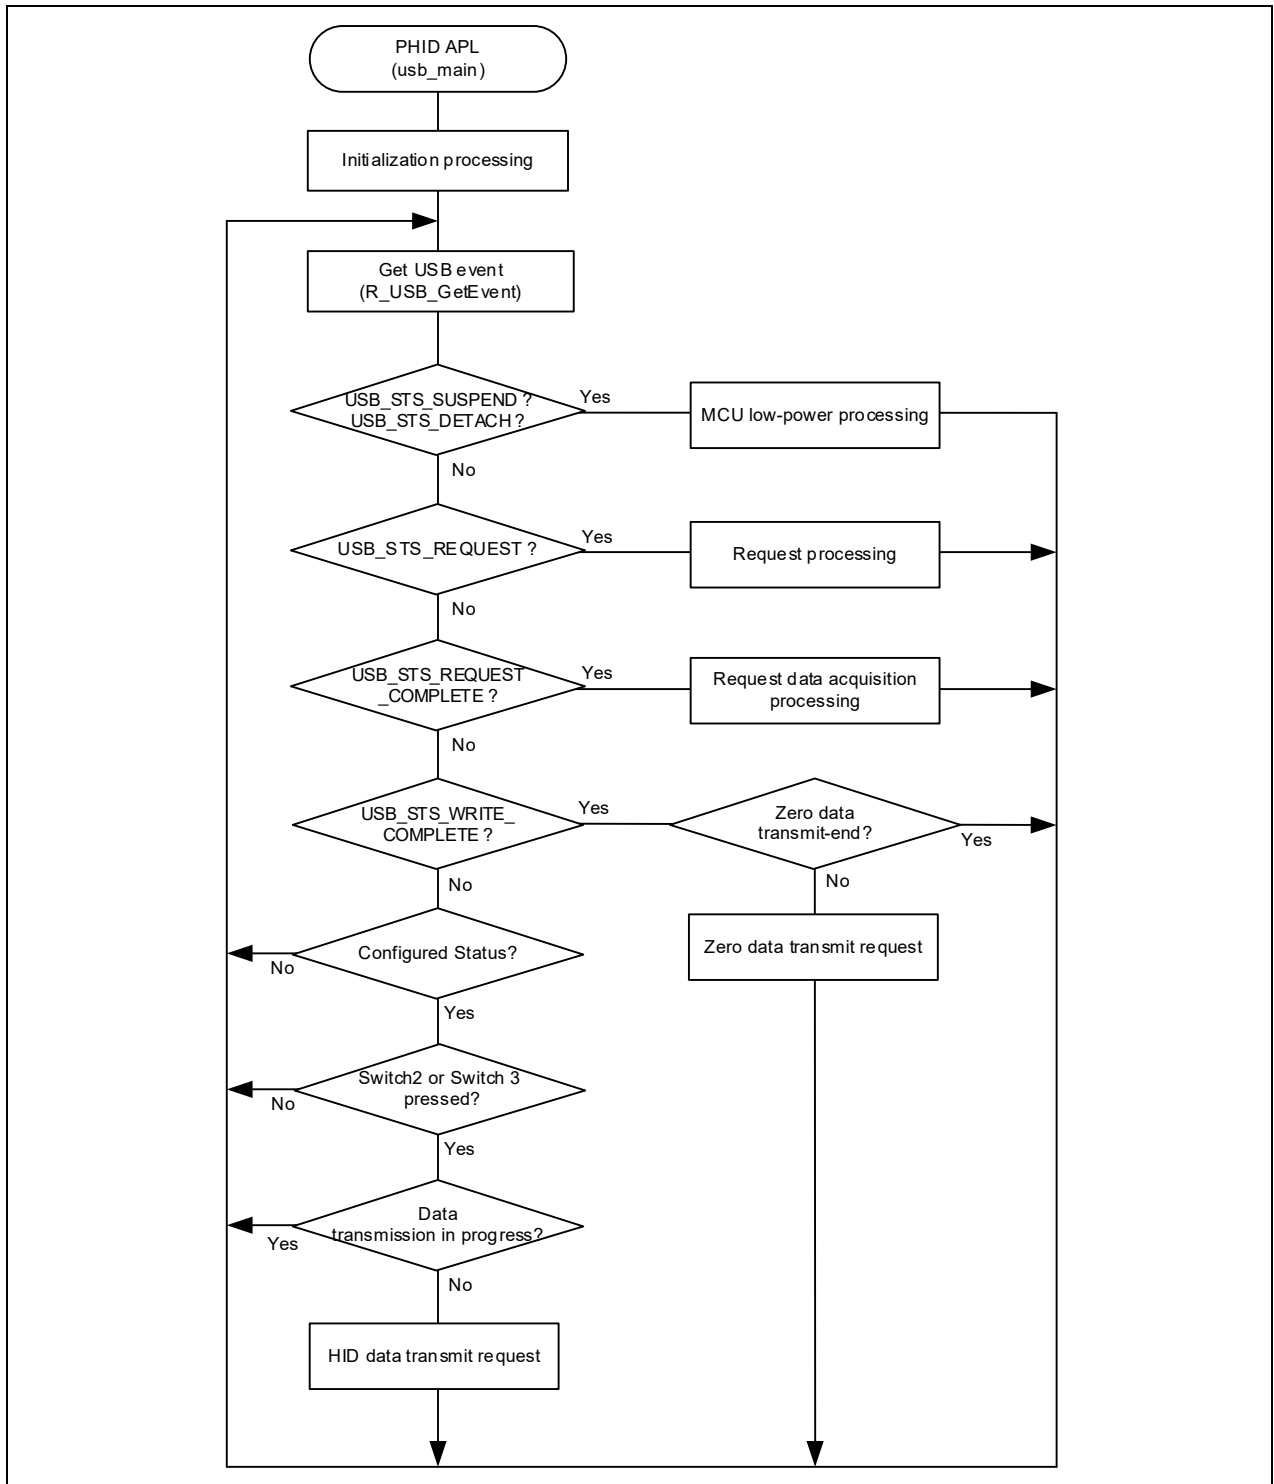 PHID APL
(usb_main)
Initialization processing
Get USB event
(R_USB_GetEvent)
USB_STS_SUSPEND ?
USB_STS_DETACH ?
Yes
MCU low-power processing
No
USB_STS_REQUEST ?
Yes
Request processing
No
USB_STS_REQUEST
_COMPLETE ?
Yes
Request data acquisition
processing
No
USB_STS_WRITE_
COMPLETE ?
Yes
Zero data
transmit-end?
Yes
No
No
Zero data transmit request
Configured Status?
No
Yes
Switch2 or Switch 3
pressed?
No
Yes
Data
transmission in progress?
Yes
No
HID data transmit request